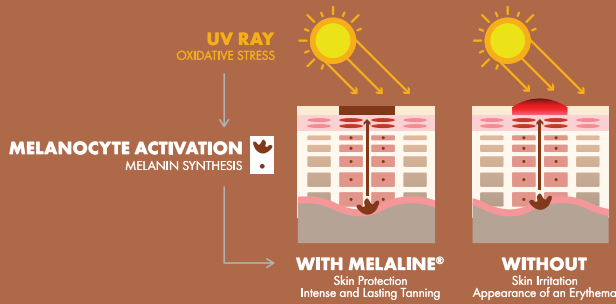 UV RAY
OXIDATIVE STRESS
MELANOCYTE ACTIVATION
MELANIN SYNTHESIS
WITH MELALINE®
Skin Protection
Intense and Lasting Tanning
WITHOUT
Skin Irritation
Appearance of an Erythema